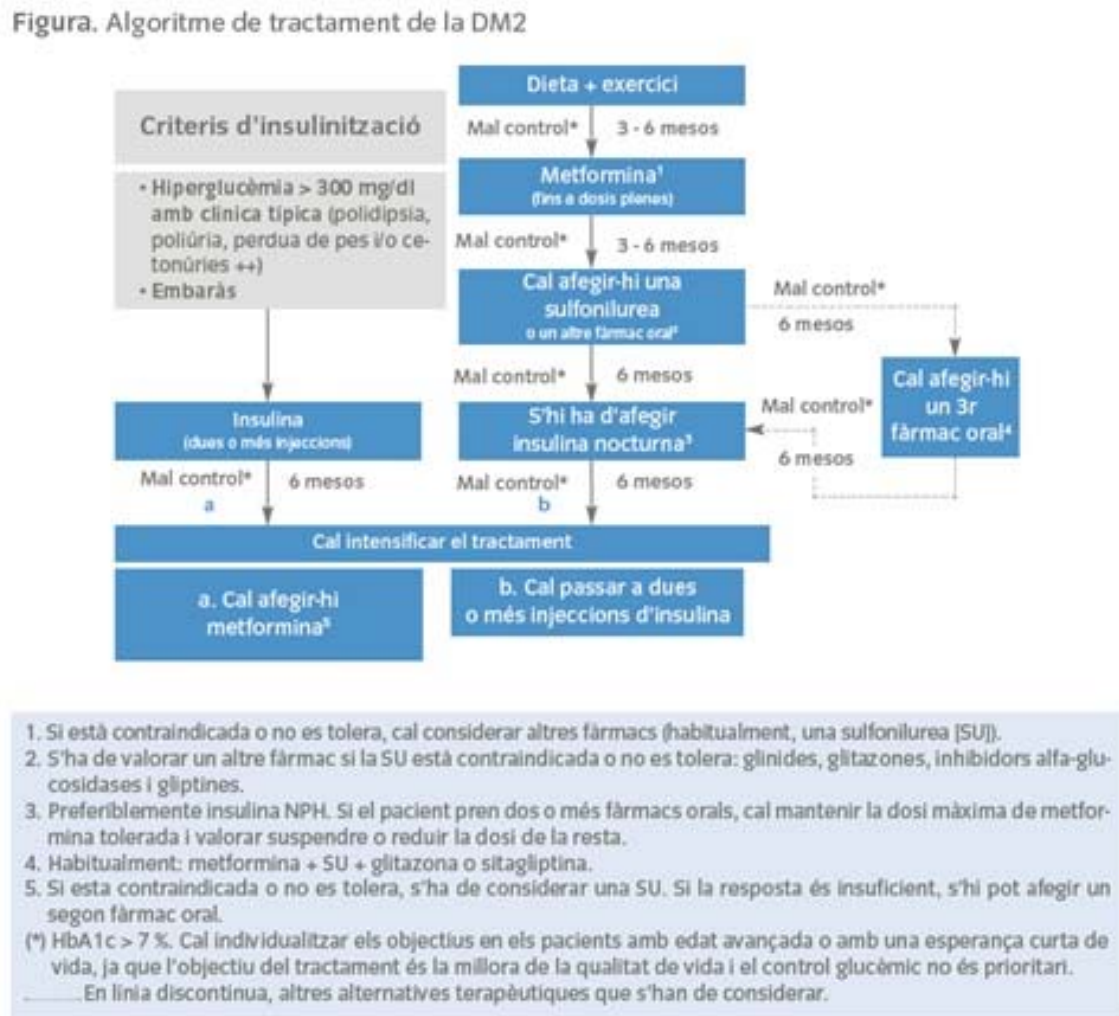 Figura. Algoritme de tractament de la DM2
Dieta + exercici
Criteris d'insulinització
Mal control* 3 - 6 mesos
Metformina¹
(fins a dosis plenes)
• Hiperglucèmia > 300 mg/dl
amb clínica típica (polidípsia,
poliúria, perdua de pes i/o ce-
tonúries ++)
• Embaràs
Mal control* 3 - 6 mesos
Cal afegir-hi una
sulfonilurea
o un altre fàrmac oral²
Mal control*
6 mesos
Mal control* 6 mesos
Cal afegir-hi
un 3r
fàrmac oral⁴
Insulina
(dues o més injeccions)
S'hi ha d'afegir
insulina nocturna³
Mal control*
6 mesos
Mal control* 6 mesos
a
Mal control* 6 mesos
b
Cal intensificar el tractament
a. Cal afegir-hi
metformina⁵
b. Cal passar a dues
o més injeccions d'insulina
1. Si està contraindicada o no es tolera, cal considerar altres fàrmacs (habitualment, una sulfonilurea [SU]).
2. S'ha de valorar un altre fàrmac si la SU està contraindicada o no es tolera: glinides, glitazones, inhibidors alfa-glu-
cosidases i gliptines.
3. Preferiblement insulina NPH. Si el pacient pren dos o més fàrmacs orals, cal mantenir la dosi màxima de metfor-
mina tolerada i valorar suspendre o reduir la dosi de la resta.
4. Habitualment: metformina + SU + glitazona o sitagliptina.
5. Si esta contraindicada o no es tolera, s'ha de considerar una SU. Si la resposta és insuficient, s'hi pot afegir un
segon fàrmac oral.
(*) HbA1c > 7 %. Cal individualitzar els objectius en els pacients amb edat avançada o amb una esperança curta de
vida, ja que l'objectiu del tractament és la millora de la qualitat de vida i el control glucèmic no és prioritari.
En línia discontinua, altres alternatives terapèutiques que s'han de considerar.